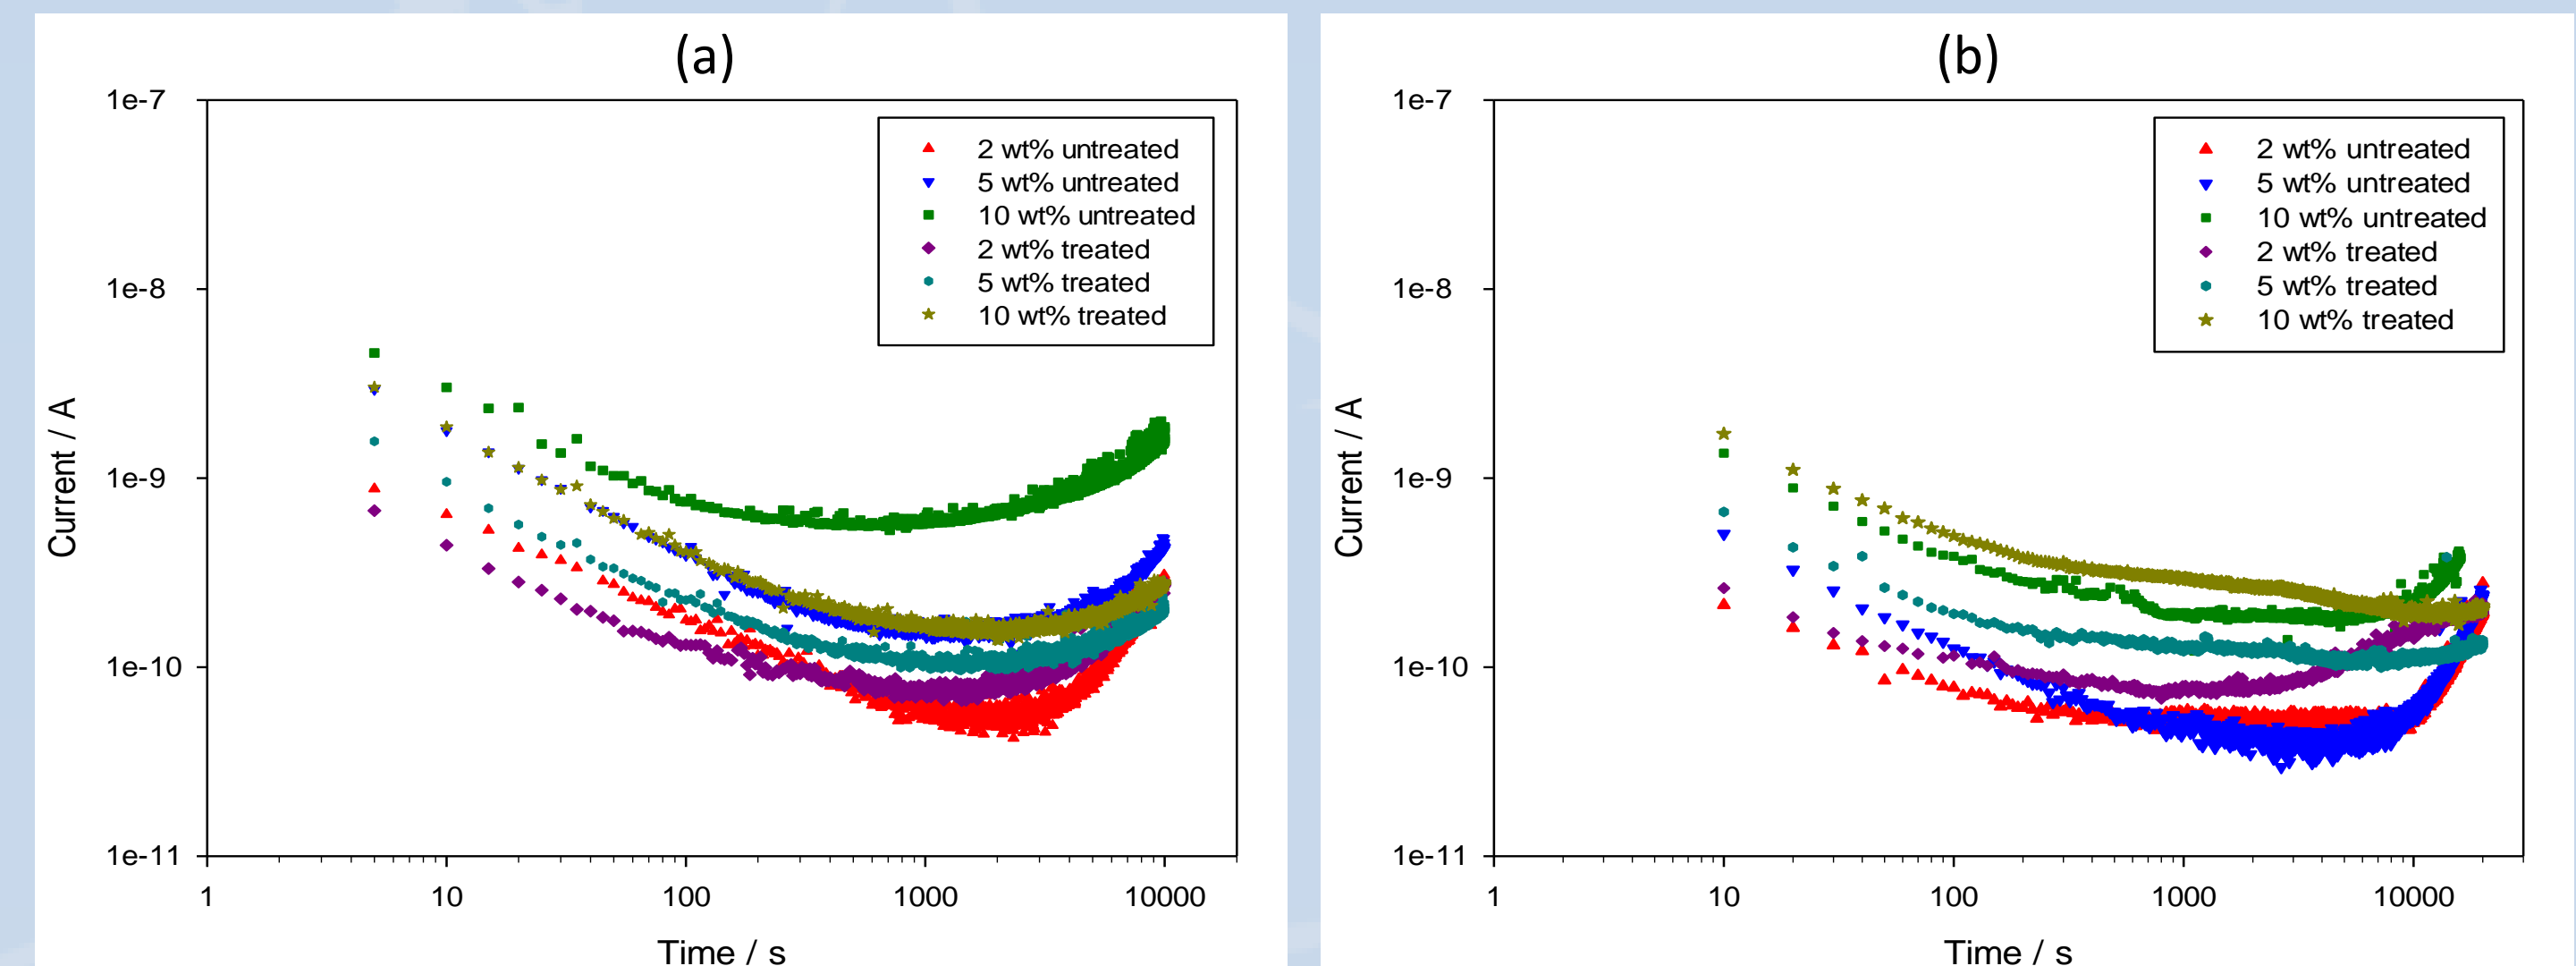 (a)
1e-7
1e-8
1e-9
1e-10
1e-11
Current / A
2 wt% untreated
5 wt% untreated
10 wt% untreated
2 wt% treated
5 wt% treated
10 wt% treated
1 10 100 1000 10000
Time / s
(b)
1e-7
1e-8
1e-9
1e-10
1e-11
Current / A
2 wt% untreated
5 wt% untreated
10 wt% untreated
2 wt% treated
5 wt% treated
10 wt% treated
1 10 100 1000 10000
Time / s